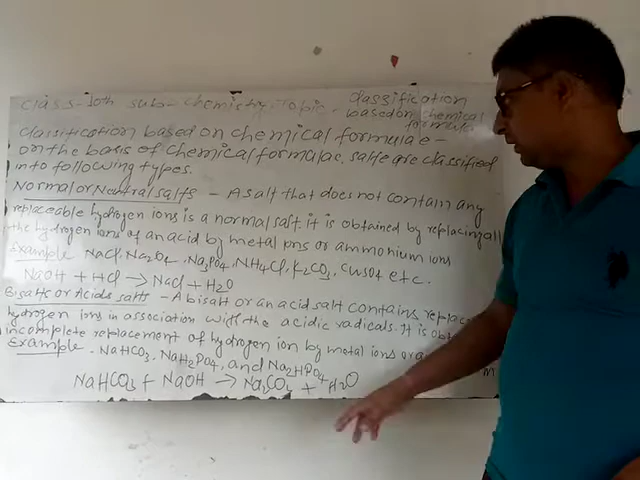 Class-10th sub- chemistry. Topic - classification
based on chemical
formula
classification based on chemical formulae -
on the basis of chemical formulae, salts are classified
into following types.
Normal or Neutral salts - A salt that does not contain any
replaceable hydrogen ions is a normal salt. it is obtained by replacing all
the hydrogen ions of an acid by metal ions or ammonium ions
Example NaCl, Na2SO4, Na3PO4, NH4Cl, K2CO3, CuSO4 etc.
NaOH + HCl → NaCl + H2O
Bisalts or Acids salts - A bisalt or an acid salt contains replac
hydrogen ions in association with the acidic radicals. It is obt
incomplete replacement of hydrogen ion by metal ions or a m
Example . NaHCO3, NaH2PO4, and Na2HPO4
NaHCO3 + NaOH → Na2CO3 + H2O